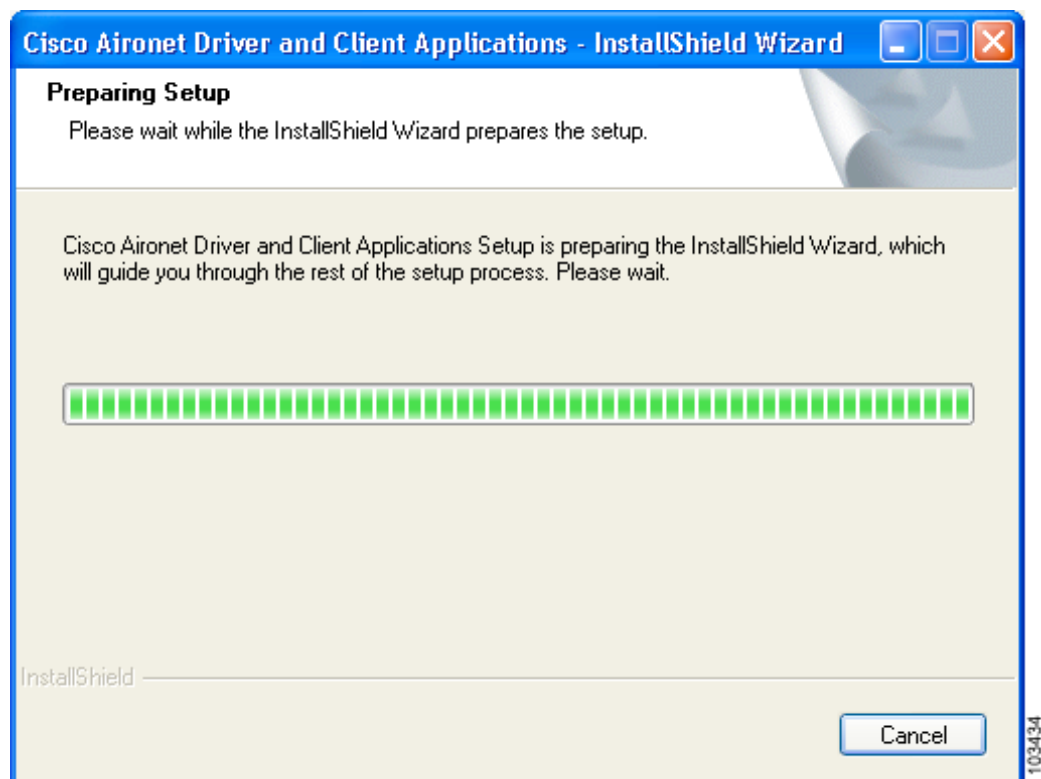 Cisco Aironet Driver and Client Applications - InstallShield Wizard
Preparing Setup
Please wait while the InstallShield Wizard prepares the setup.
Cisco Aironet Driver and Client Applications Setup is preparing the InstallShield Wizard, which
will guide you through the rest of the setup process. Please wait.
InstallShield
Cancel
103434